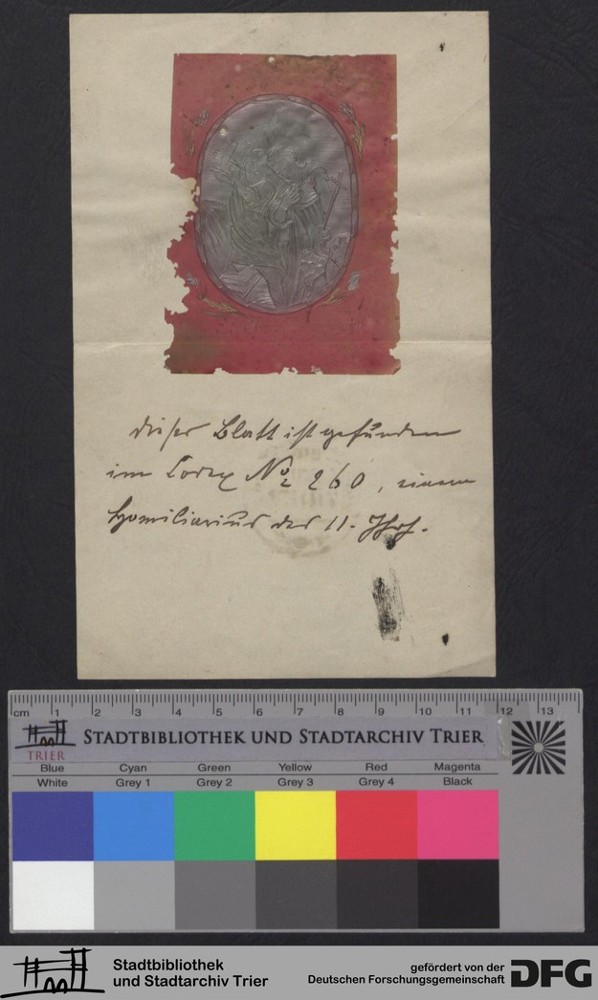 dieser Blatt ist gefunden
im Codex No 260, einem
Homiliarius des 11. Jhrh.
cm 1 2 3 4 5 6 7 8 9 10 11 12 13
TRIER
STADTBIBLIOTHEK UND STADTARCHIV TRIER
Blue Cyan Green Yellow Red Magenta
White Grey 1 Grey 2 Grey 3 Grey 4 Black
Stadtbibliothek
und Stadtarchiv Trier
gefördert von der
Deutschen Forschungsgemeinschaft
DFG